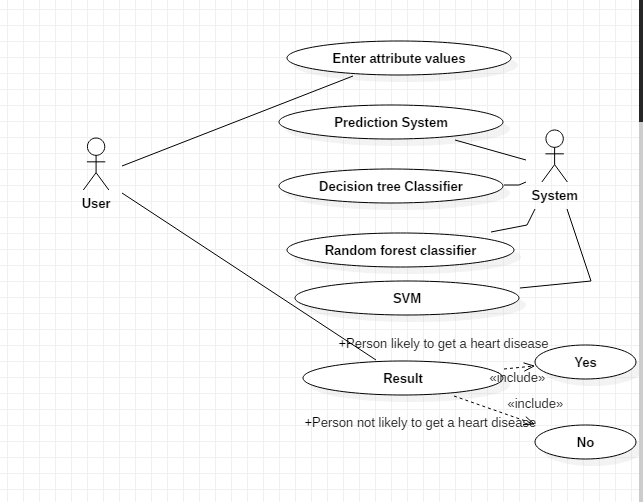 Enter attribute values
Prediction System
Decision tree Classifier
User
System
Random forest classifier
SVM
+Person likely to get a heart disease
Yes
Result
«include»
«include»
+Person not likely to get a heart disease
No